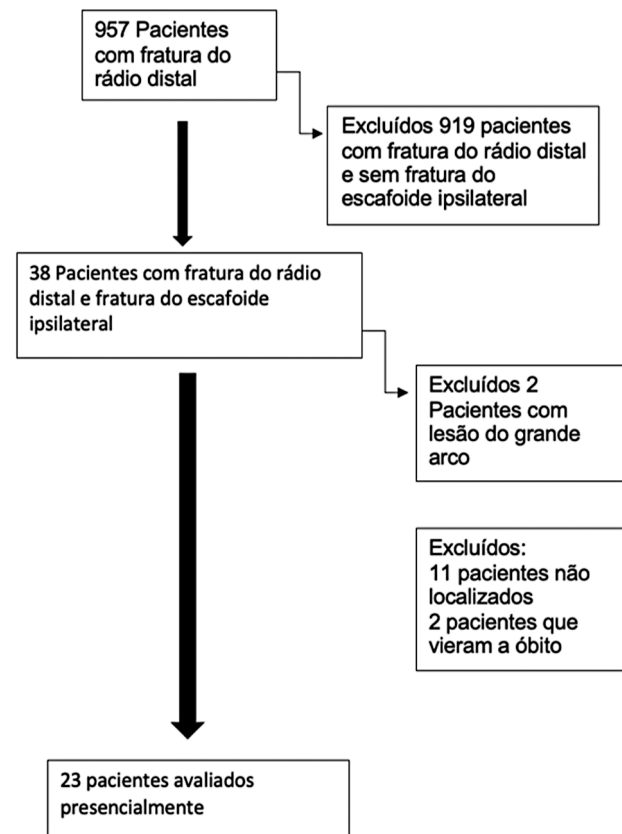 957 Pacientes
com fratura do
rádio distal
Excluídos 919 pacientes
com fratura do rádio distal
e sem fratura do
escafoide ipsilateral
38 Pacientes com fratura do rádio
distal e fratura do escafoide
ipsilateral
Excluídos 2
Pacientes com
lesão do grande
arco
Excluídos:
11 pacientes não
localizados
2 pacientes que
vieram a óbito
23 pacientes avaliados
presencialmente